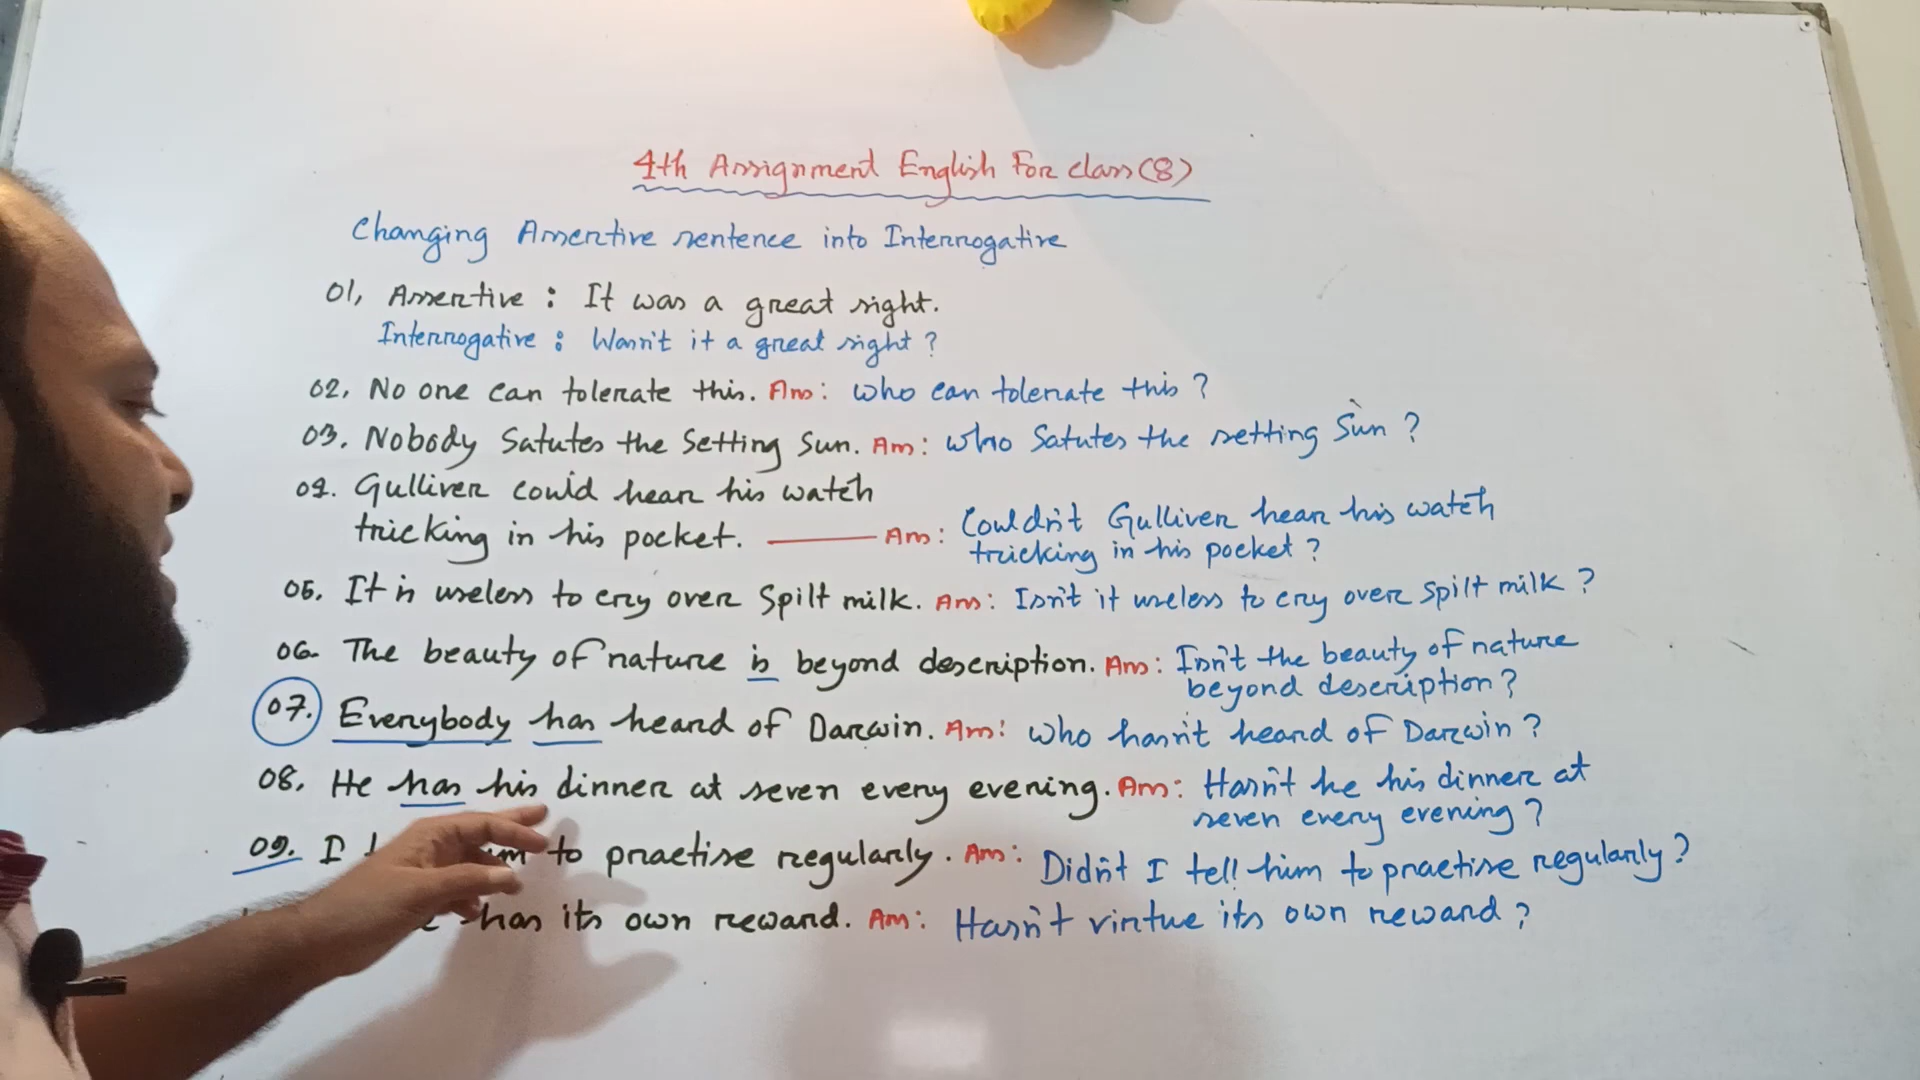 4th Assignment English For class (8)
Changing Assertive sentence into Interrogative
01, Assertive : It was a great sight.
Interrogative : Wasn't it a great sight ?
02. No one can tolerate this. Ans : who can tolerate this ?
03. Nobody Satutes the Setting Sun. Ans : who Satutes the setting Sun ?
04. Gulliver could hear his watch
tricking in his pocket. Ans : Couldn't Gulliver hear his watch
tricking in his pocket ?
05. It is useless to cry over Spilt milk. Ans : Isn't it useless to cry over spilt milk ?
06. The beauty of nature is beyond description. Ans : Isn't the beauty of nature
beyond description ?
07. Everybody has heard of Darwin. Ans : who hasn't heard of Darwin ?
08. He has his dinner at seven every evening. Ans : Hasn't he his dinner at
seven every evening ?
09. I to practise regularly. Ans : Didn't I tell him to practise regularly ?
has its own reward. Ans : Hasn't virtue its own reward ?